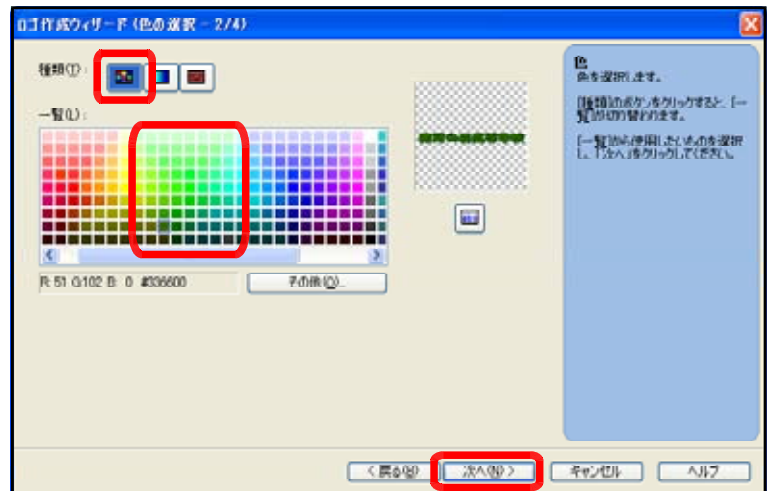 ロゴ作成ウィザード (色の選択 - 2/4)
種類(T):
一覧(L):
R: 51 G:102 B: 0 #336600
その他(O)...
色
色を選択します。
[種類]のボタンをクリックすると、[一
覧]が切り替わります。
[一覧]から使用したいものを選択
し、[次へ]をクリックしてください。
< 戻る(B)
次へ(N) >
キャンセル
ヘルプ